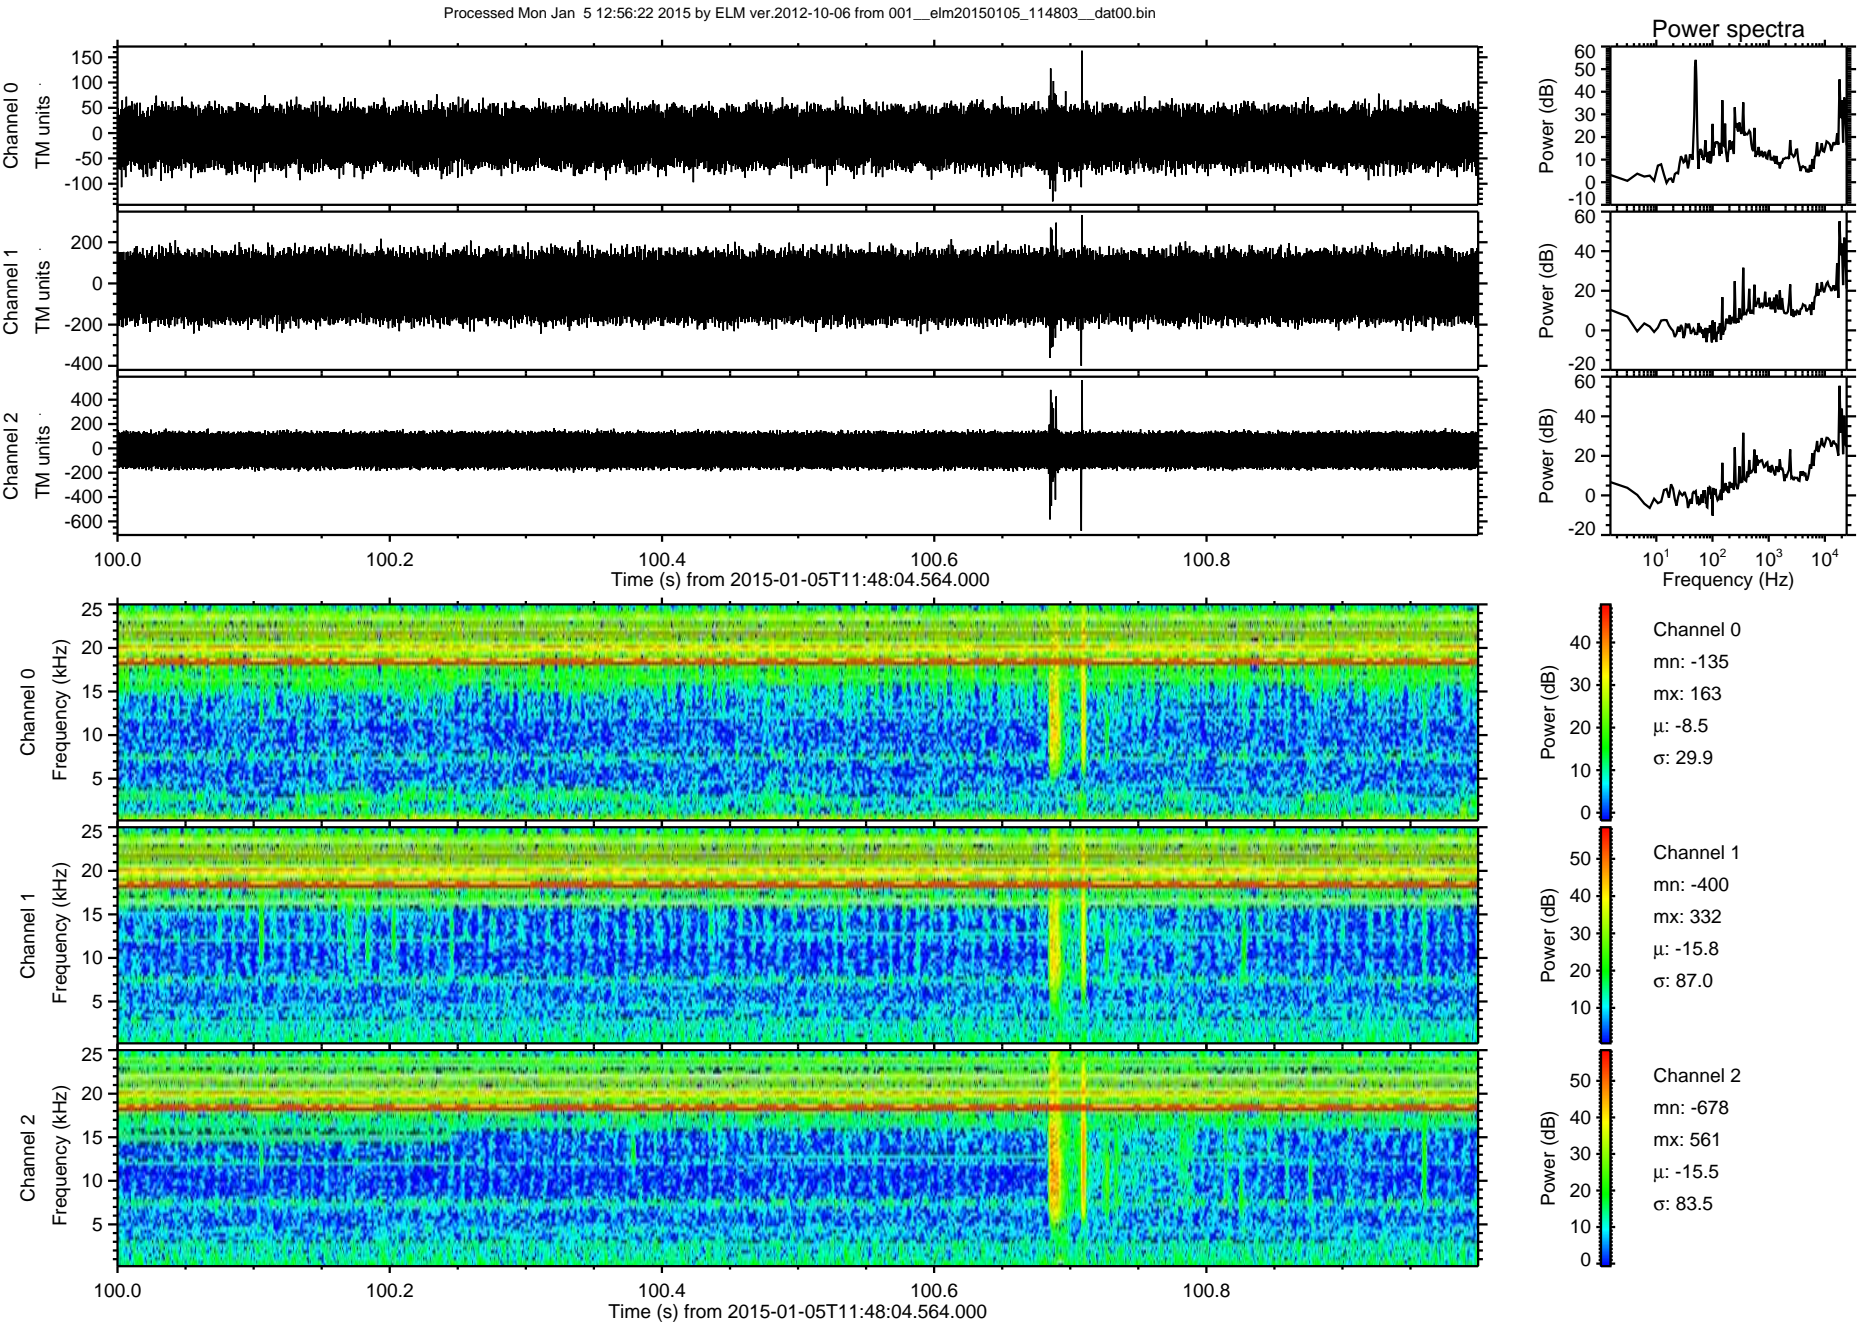 Processed Mon Jan  5 12:56:22 2015 by ELM ver.2012-10-06 from 001__elm20150105_114803__dat00.bin
Power spectra
Channel 0
TM units
150
100
50
0
-50
-100
Power (dB)
60
50
40
30
20
10
0
-10
Channel 1
TM units
200
0
-200
-400
Power (dB)
60
40
20
0
-20
Channel 2
TM units
400
200
0
-200
-400
-600
Power (dB)
60
40
20
0
-20
100.0 100.2 100.4 100.6 100.8
Time (s) from 2015-01-05T11:48:04.564.000
10¹ 10² 10³ 10⁴
Frequency (Hz)
Channel 0
Frequency (kHz)
25
20
15
10
5
Power (dB)
40
30
20
10
0
Channel 0
mn: -135
mx: 163
μ: -8.5
σ: 29.9
Channel 1
Frequency (kHz)
25
20
15
10
5
Power (dB)
50
40
30
20
10
Channel 1
mn: -400
mx: 332
μ: -15.8
σ: 87.0
Channel 2
Frequency (kHz)
25
20
15
10
5
Power (dB)
50
40
30
20
10
0
Channel 2
mn: -678
mx: 561
μ: -15.5
σ: 83.5
100.0 100.2 100.4 100.6 100.8
Time (s) from 2015-01-05T11:48:04.564.000